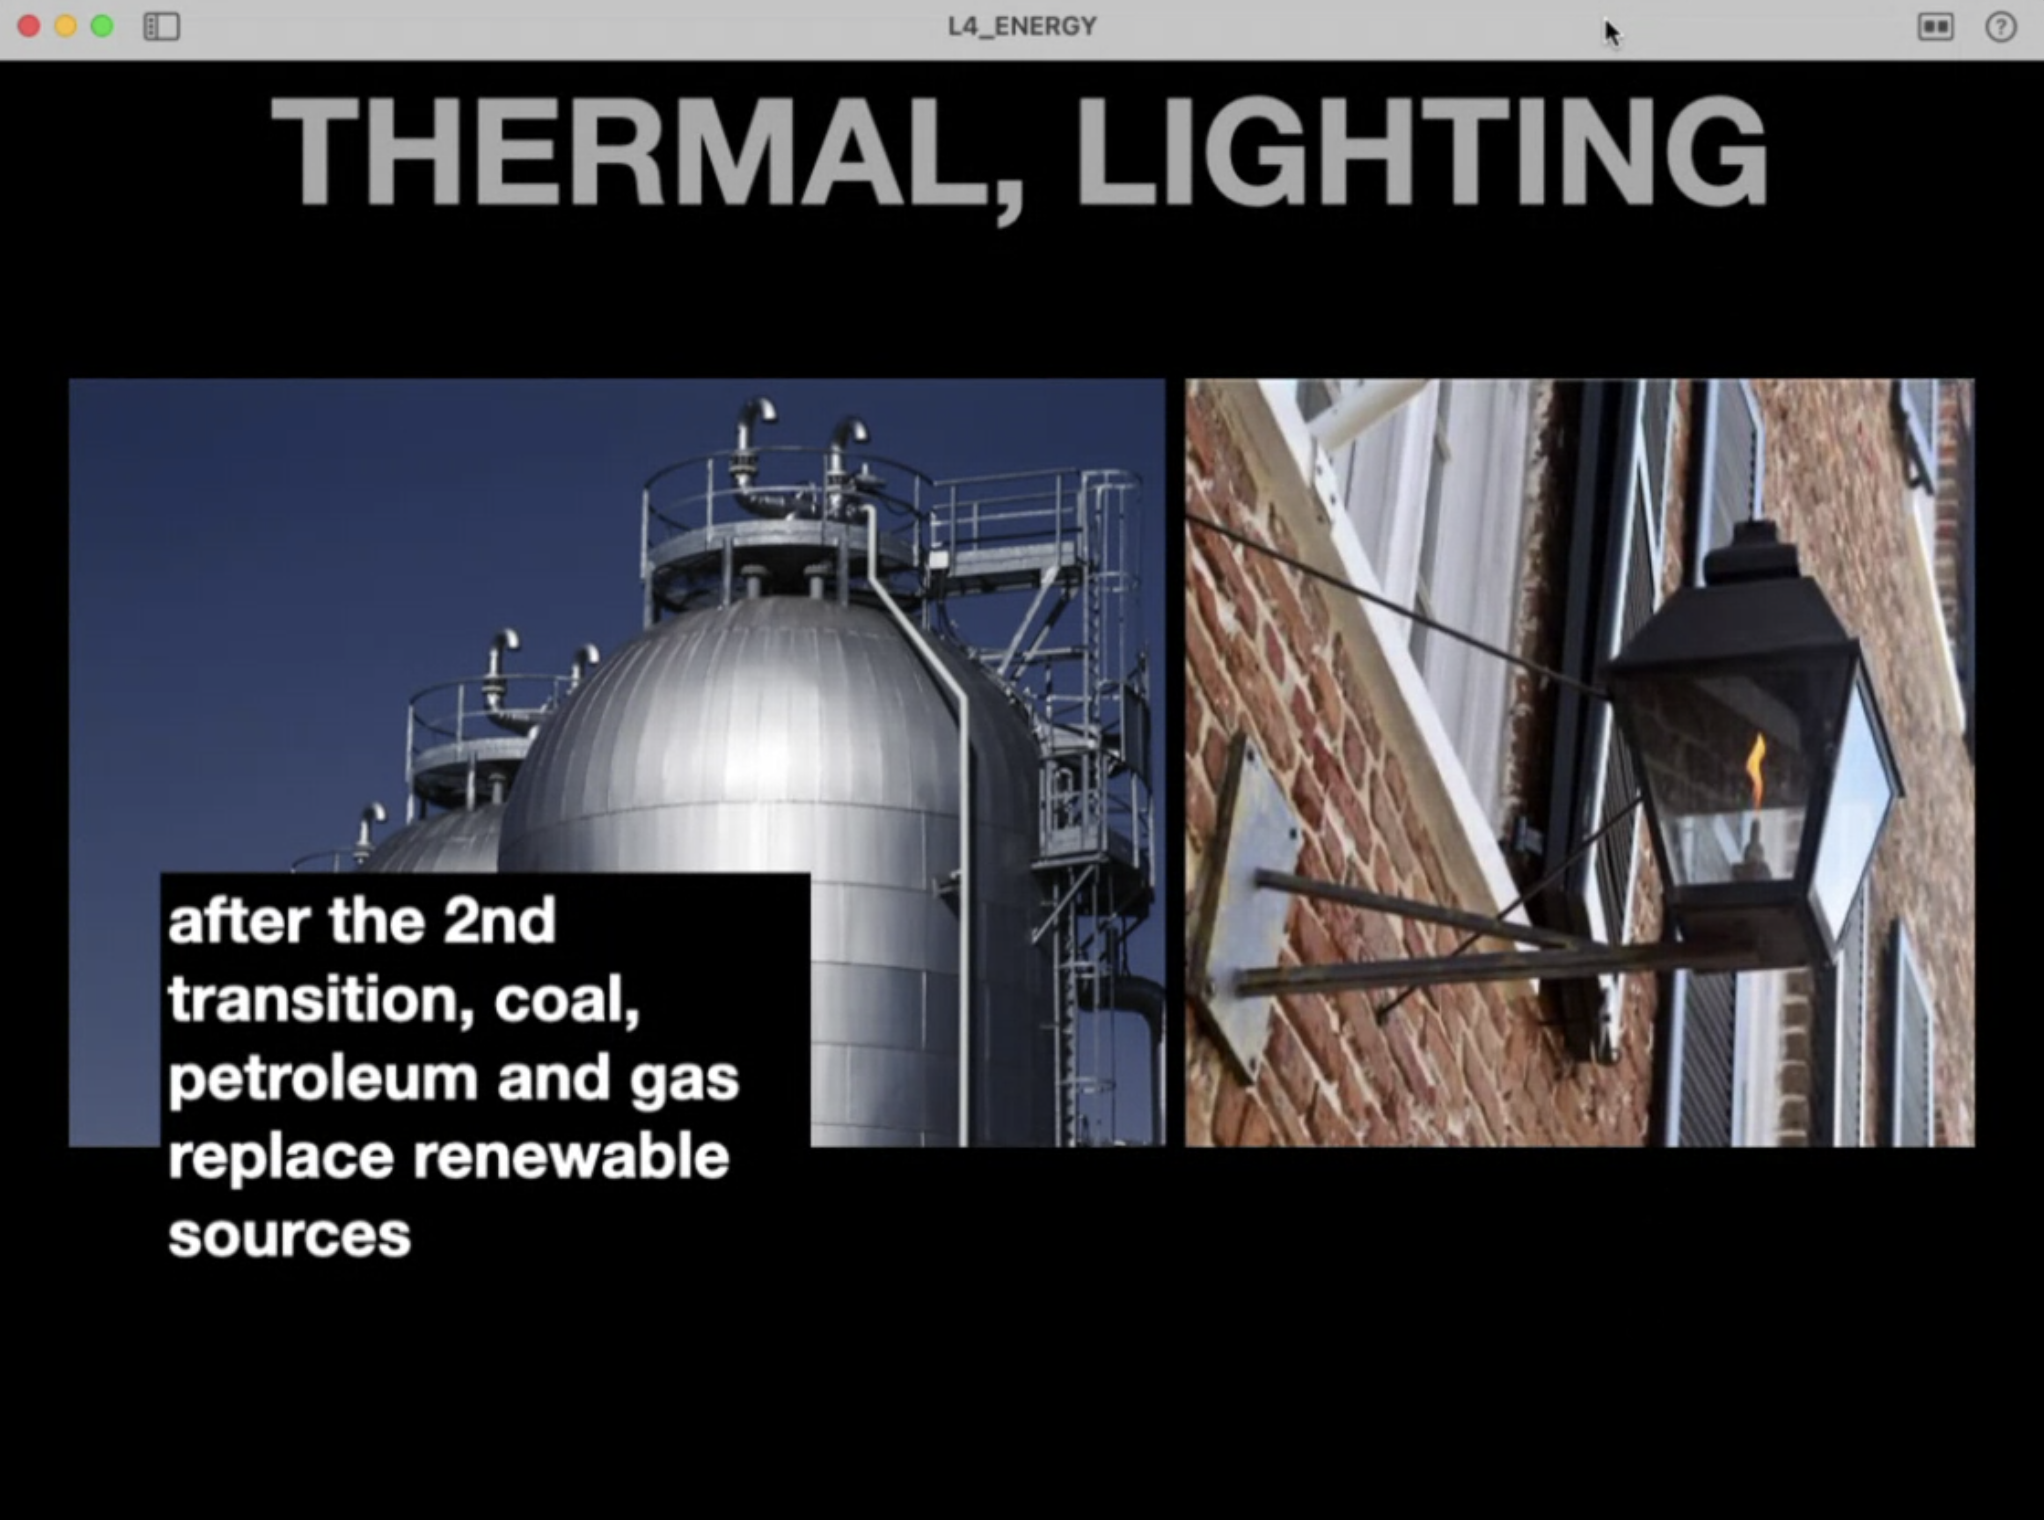 L4_ENERGY
THERMAL, LIGHTING
after the 2nd
transition, coal,
petroleum and gas
replace renewable
sources